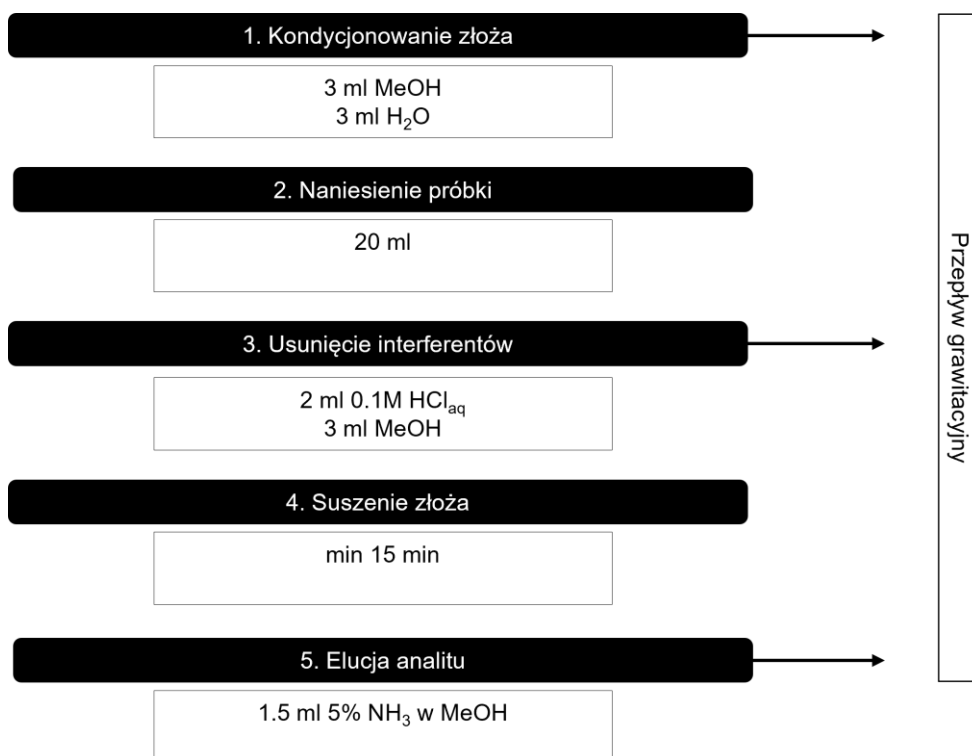 1. Kondycjonowanie złoża
3 ml MeOH
3 ml H₂O
2. Naniesienie próbki
20 ml
3. Usunięcie interferentów
2 ml 0.1M HClaq
3 ml MeOH
4. Suszenie złoża
min 15 min
5. Elucja analitu
1.5 ml 5% NH₃ w MeOH
Przepływ grawitacyjny